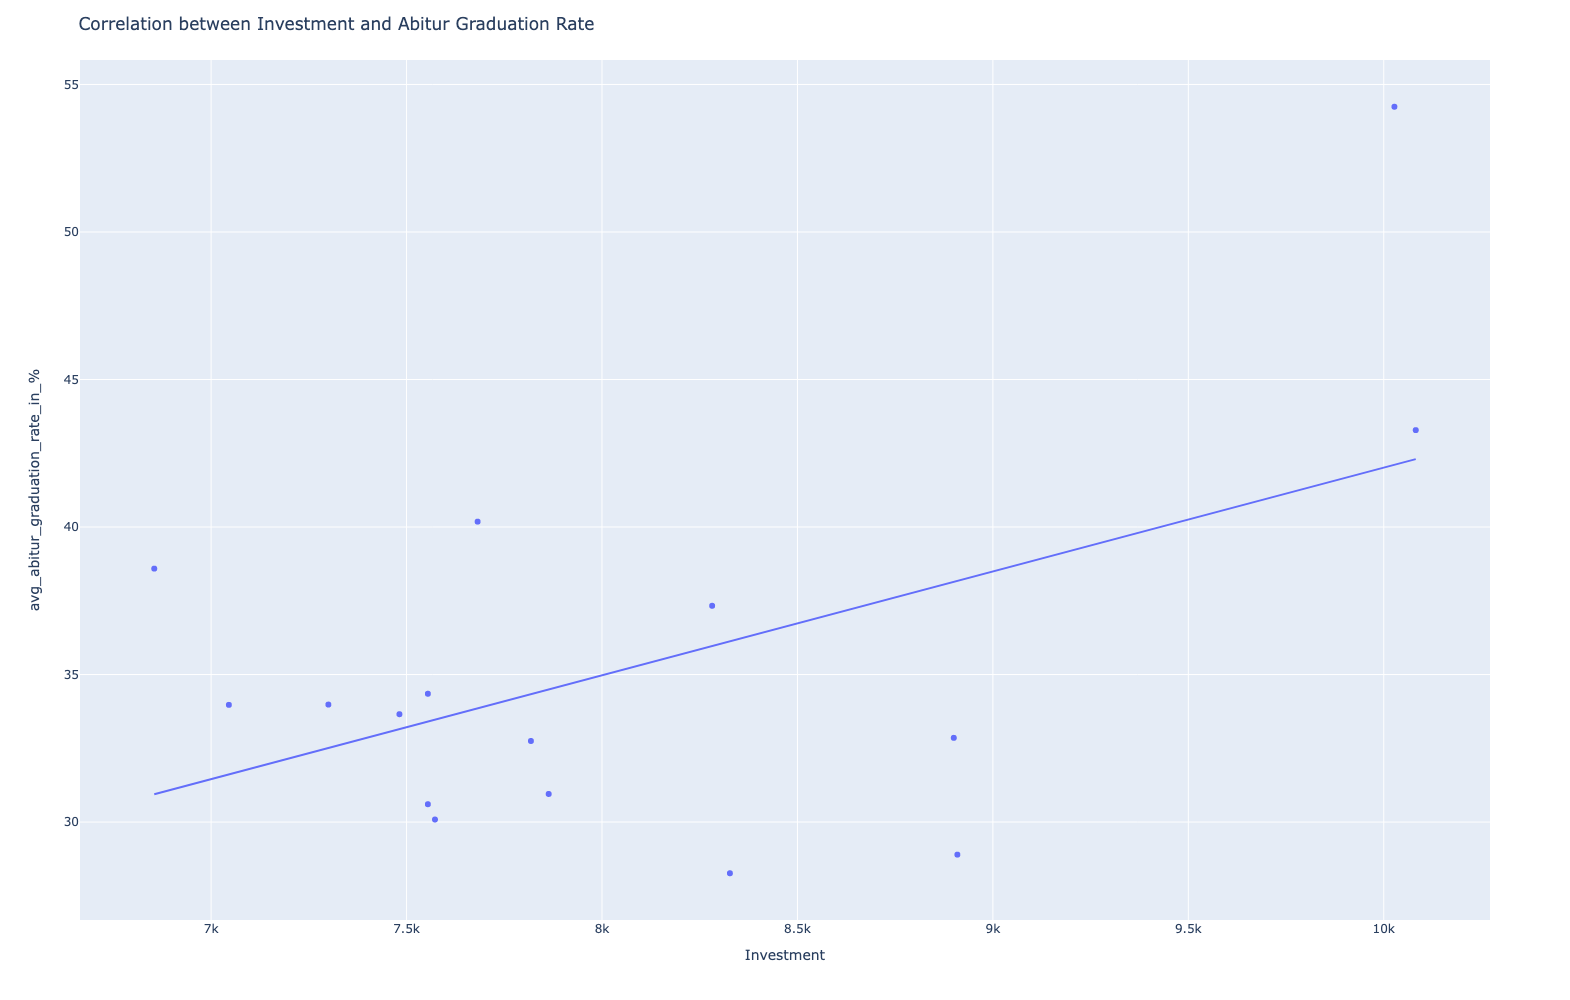 Correlation between Investment and Abitur Graduation Rate
avg_abitur_graduation_rate_in_%
55
50
45
40
35
30
7k
7.5k
8k
8.5k
9k
9.5k
10k
Investment